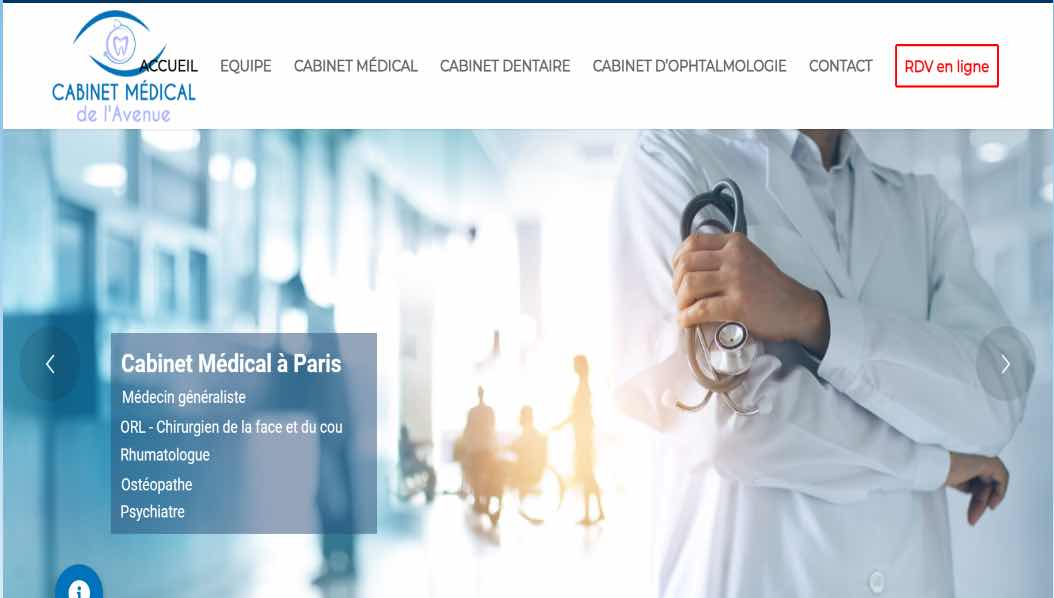 CABINET MÉDICAL
de l'Avenue
ACCUEIL EQUIPE CABINET MÉDICAL CABINET DENTAIRE CABINET D'OPHTALMOLOGIE CONTACT RDV en ligne
Cabinet Médical à Paris
Médecin généraliste
ORL - Chirurgien de la face et du cou
Rhumatologue
Ostéopathe
Psychiatre